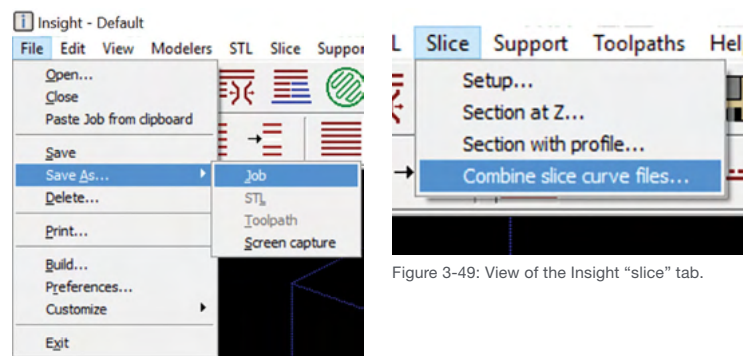 Insight - Default
File Edit View Modelers STL Slice Suppor
Open...
Close
Paste Job from clipboard
Save
Save As...
Delete...
Print...
Build...
Preferences...
Customize
Exit
Job
STL
Toolpath
Screen capture
L Slice Support Toolpaths Hel
Setup...
Section at Z...
Section with profile...
Combine slice curve files...
Figure 3-49: View of the Insight “slice” tab.